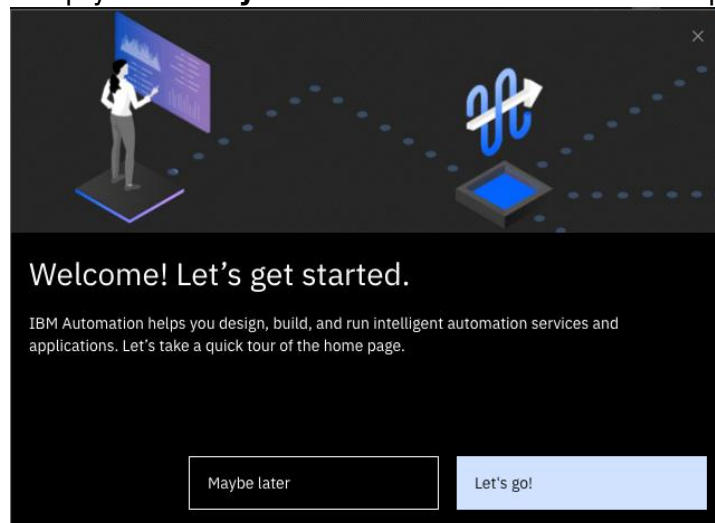 Welcome! Let’s get started.
IBM Automation helps you design, build, and run intelligent automation services and
applications. Let’s take a quick tour of the home page.
Maybe later
Let's go!